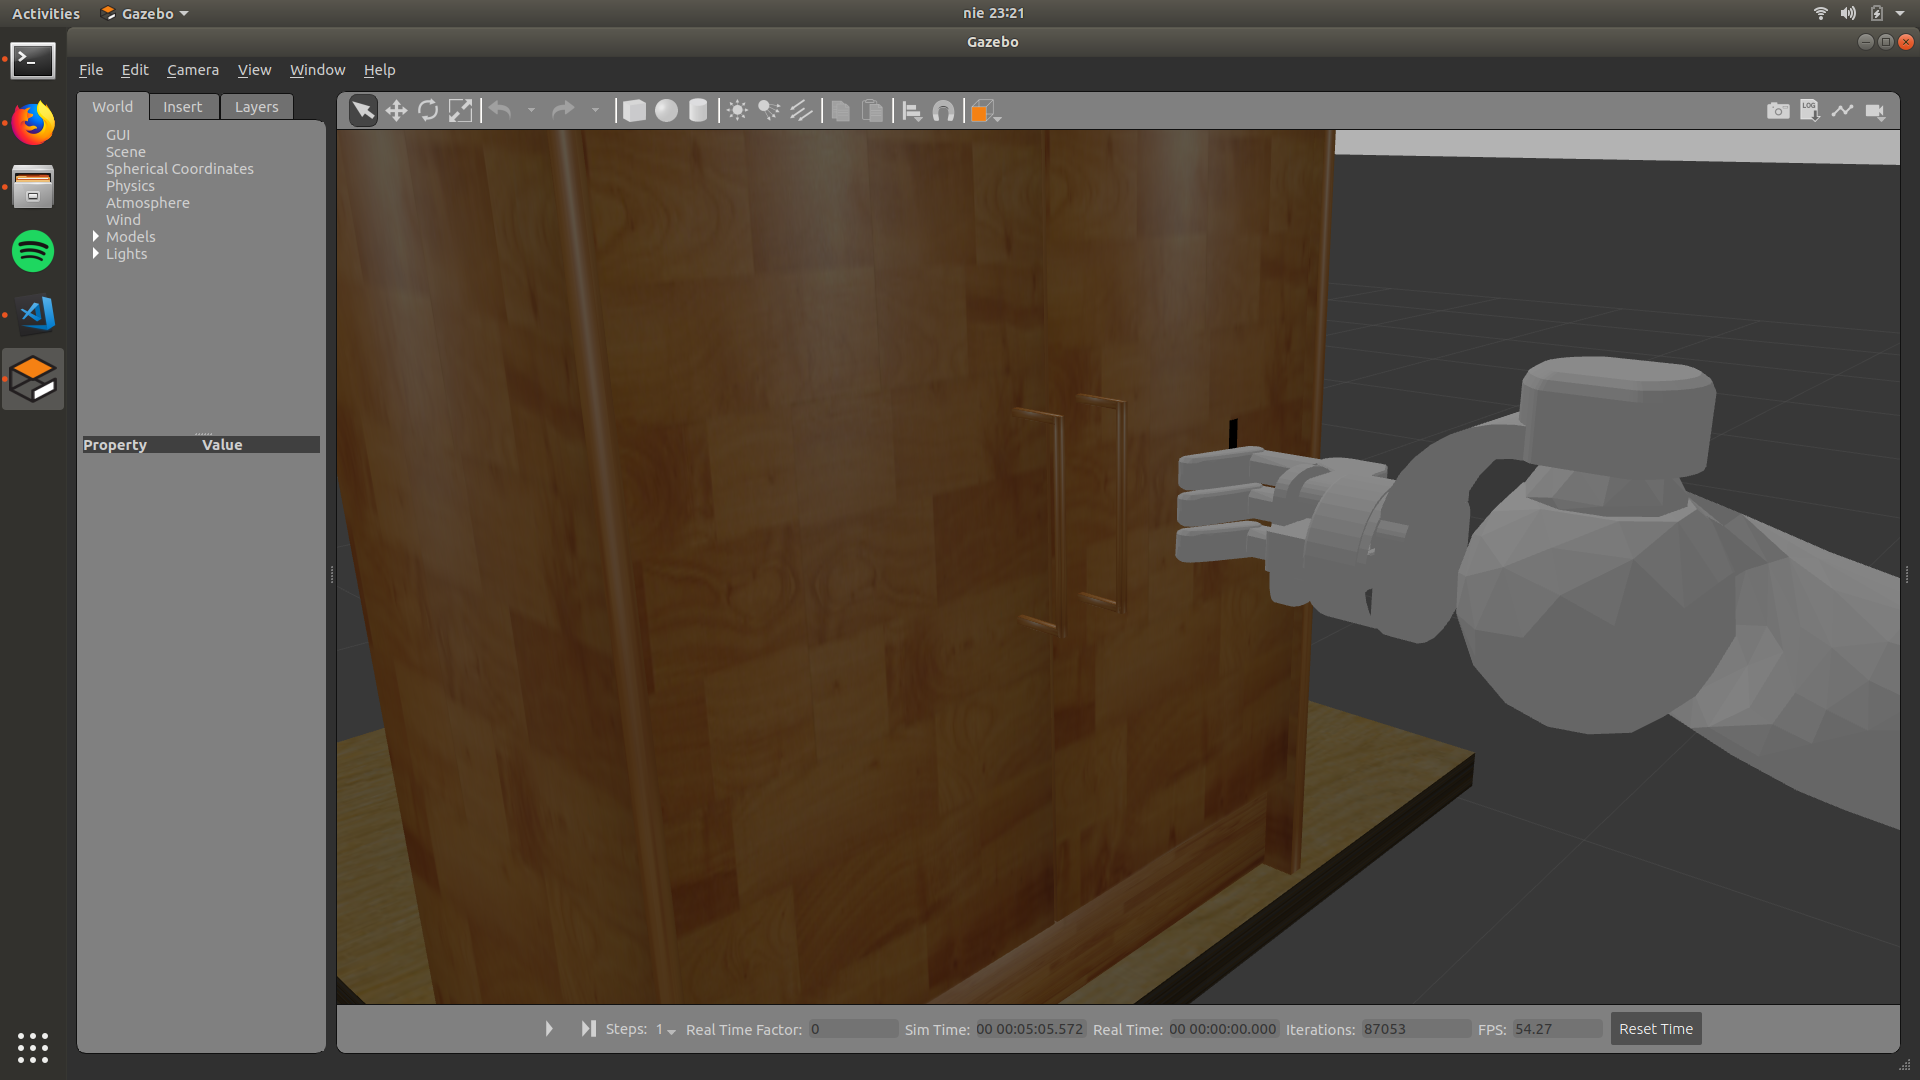 Activities Gazebo nie 23:21
Gazebo
File Edit Camera View Window Help
World Insert Layers
LOG
GUI
Scene
Spherical Coordinates
Physics
Atmosphere
Wind
Models
Lights
Property Value
Steps: 1 Real Time Factor: 0 Sim Time: 00 00:05:05.572 Real Time: 00 00:00:00.000 Iterations: 87053 FPS: 54.27 Reset Time